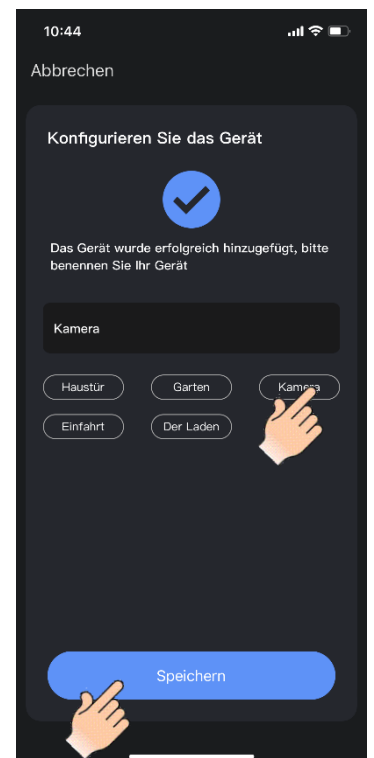 10:44
Abbrechen
Konfigurieren Sie das Gerät
Das Gerät wurde erfolgreich hinzugefügt, bitte
benennen Sie Ihr Gerät
Kamera
Haustür Garten Kamera
Einfahrt Der Laden
Speichern